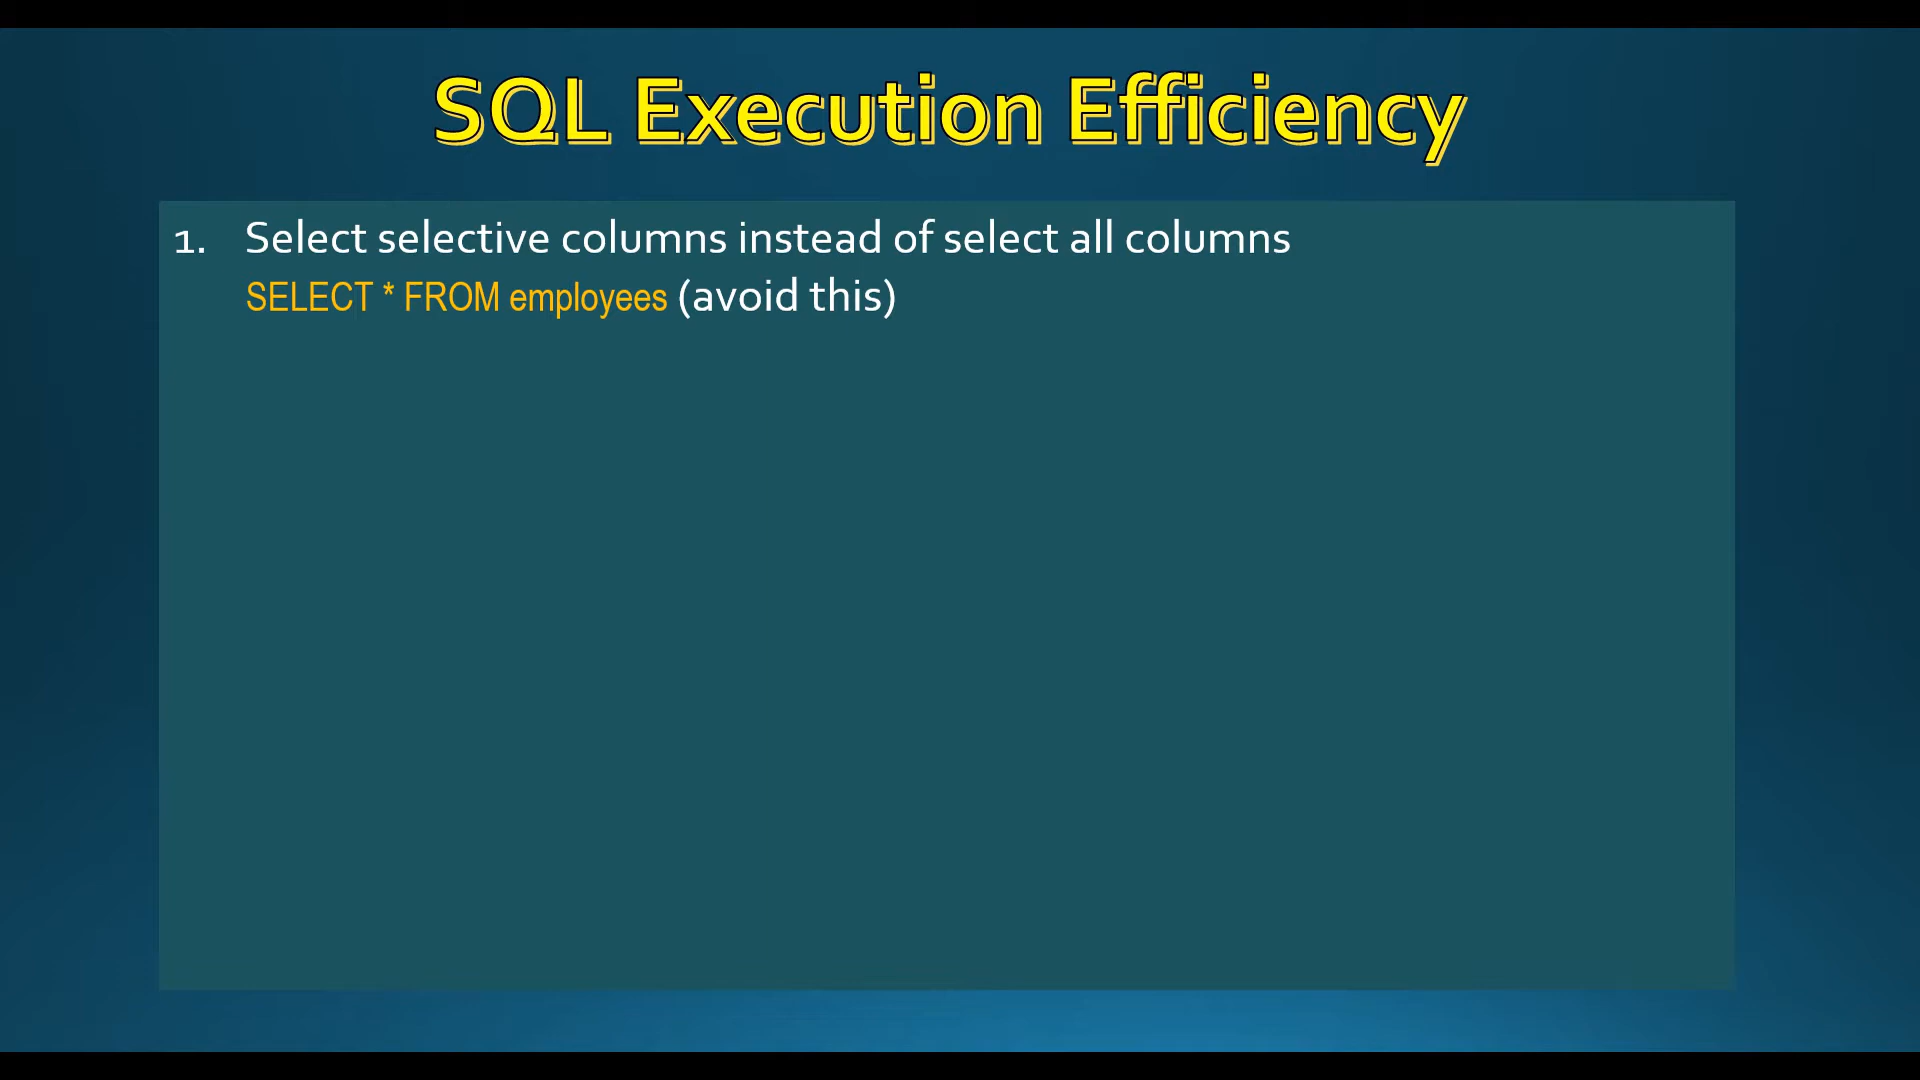 SQL Execution Efficiency
1. Select selective columns instead of select all columns
SELECT * FROM employees (avoid this)